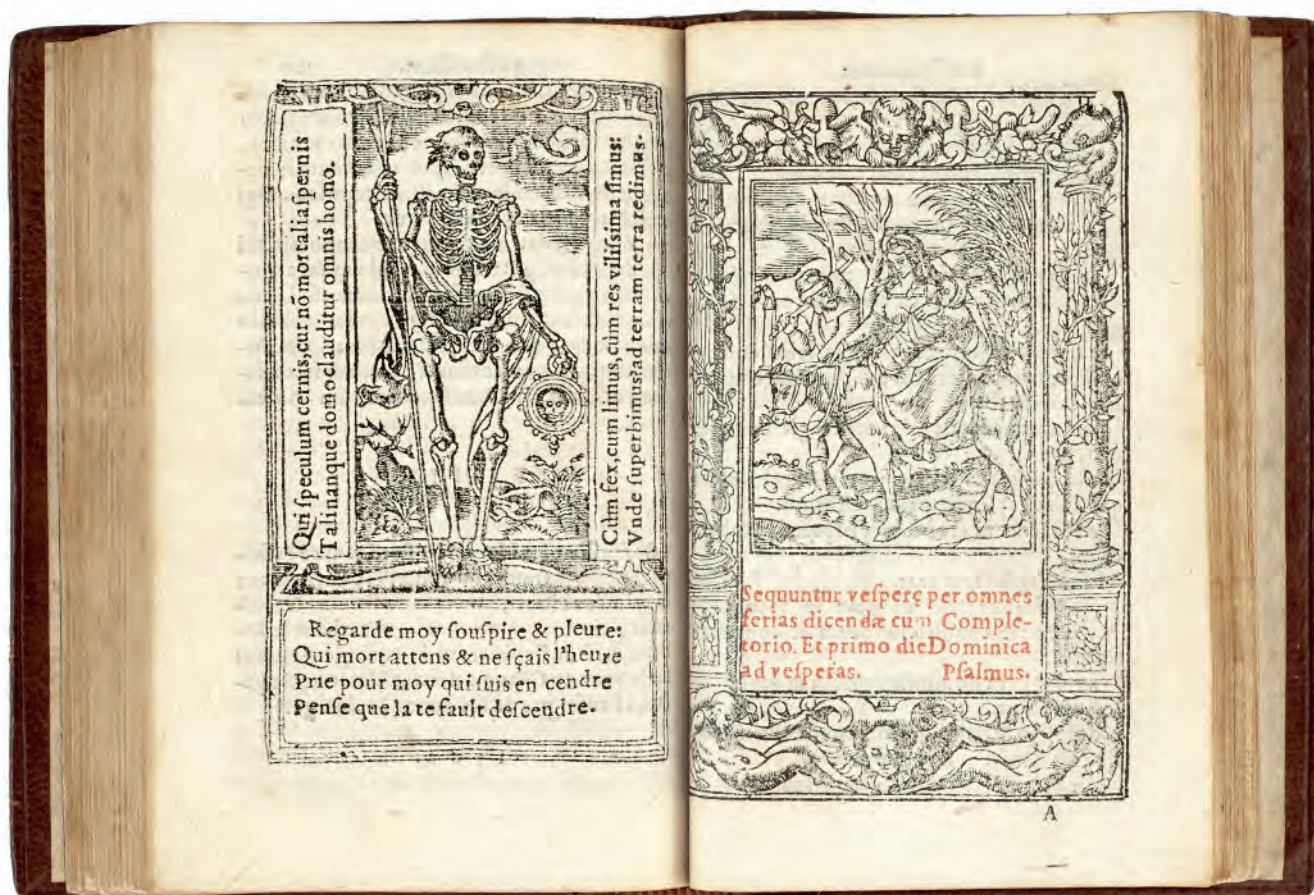 Qui ſpeculum cernis, cur nõ mortalia ſpernis
Tali nanque domo clauditur omnis homo.
Cùm fex, cum limus, cùm res viliſsima ſimus:
Vnde ſuperbimus? ad terram terra redimus.
Regarde moy ſouſpire & pleure:
Qui mort attens & ne ſçais l'heure
Prie pour moy qui ſuis en cendre
Penſe que la te fault deſcendre.
Sequuntur veſperę per omnes
ferias dicendæ cum Comple-
torio. Et primo die Dominica
ad veſperas. Pſalmus.
A